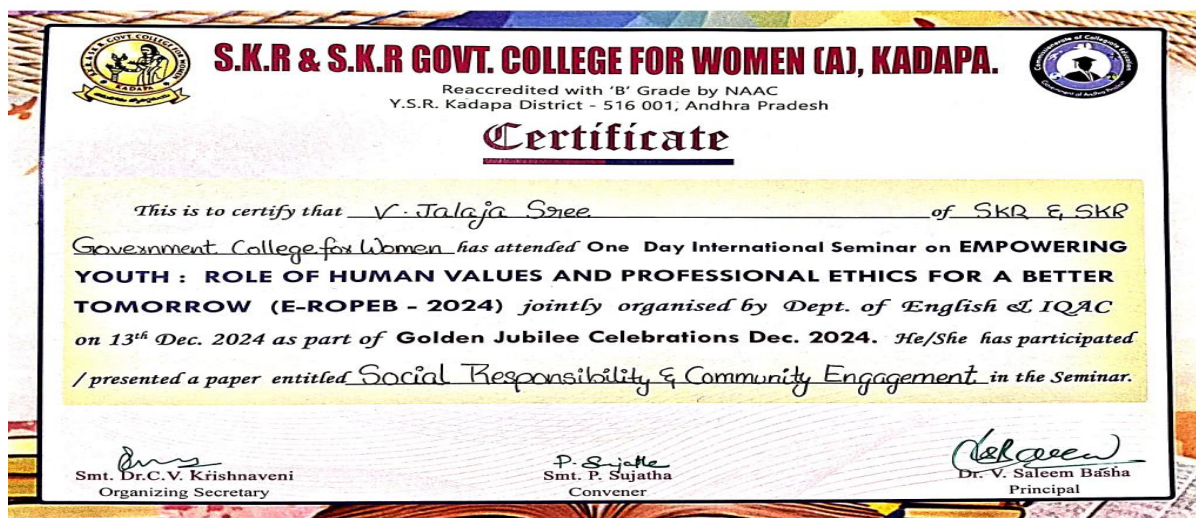 S.K.R & S.K.R GOVT. COLLEGE FOR WOMEN (A), KADAPA.
Reaccredited with ‘B’ Grade by NAAC
Y.S.R. Kadapa District - 516 001, Andhra Pradesh
Certificate
This is to certify that V. Jalaja Sree of SKR & SKR
Government College for Women has attended One Day International Seminar on EMPOWERING
YOUTH : ROLE OF HUMAN VALUES AND PROFESSIONAL ETHICS FOR A BETTER
TOMORROW (E-ROPEB - 2024) jointly organised by Dept. of English & IQAC
on 13th Dec. 2024 as part of Golden Jubilee Celebrations Dec. 2024. He/She has participated
/ presented a paper entitled Social Responsibility & Community Engagement in the Seminar.
P. Sujatha
Smt. Dr.C.V. Krishnaveni
Organizing Secretary
Smt. P. Sujatha
Convener
Dr. V. Saleem Basha
Principal